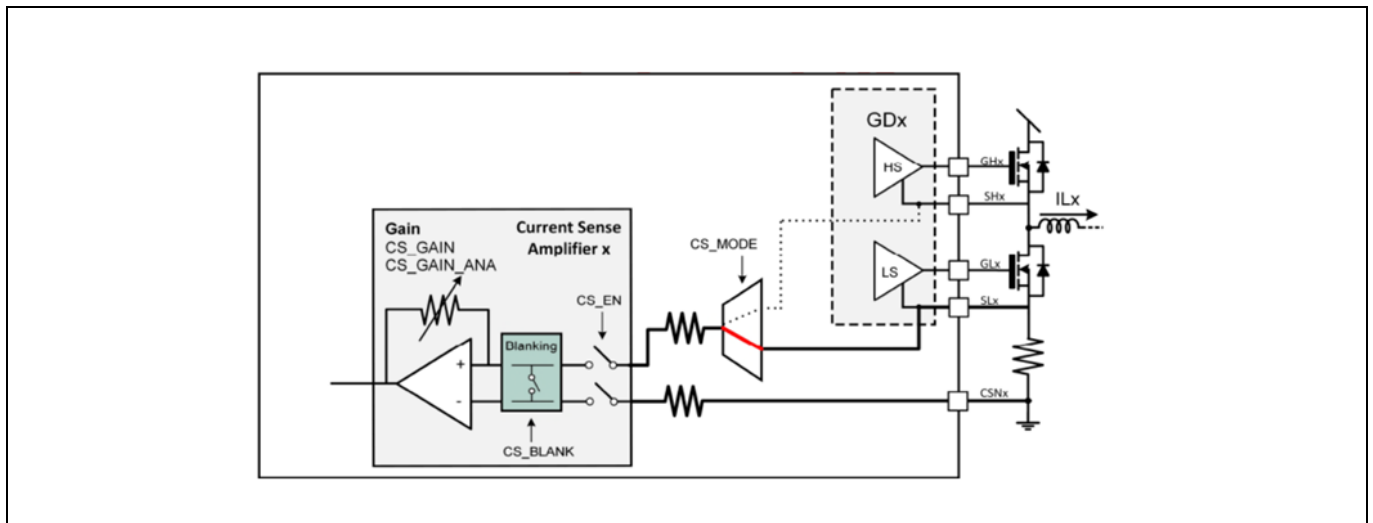 GDx
HS
GHx
SHx
ILx
Gain
Current Sense
Amplifier x
CS_GAIN
CS_GAIN_ANA
CS_MODE
LS
GLx
SLx
CS_EN
Blanking
+
-
CSNx
CS_BLANK